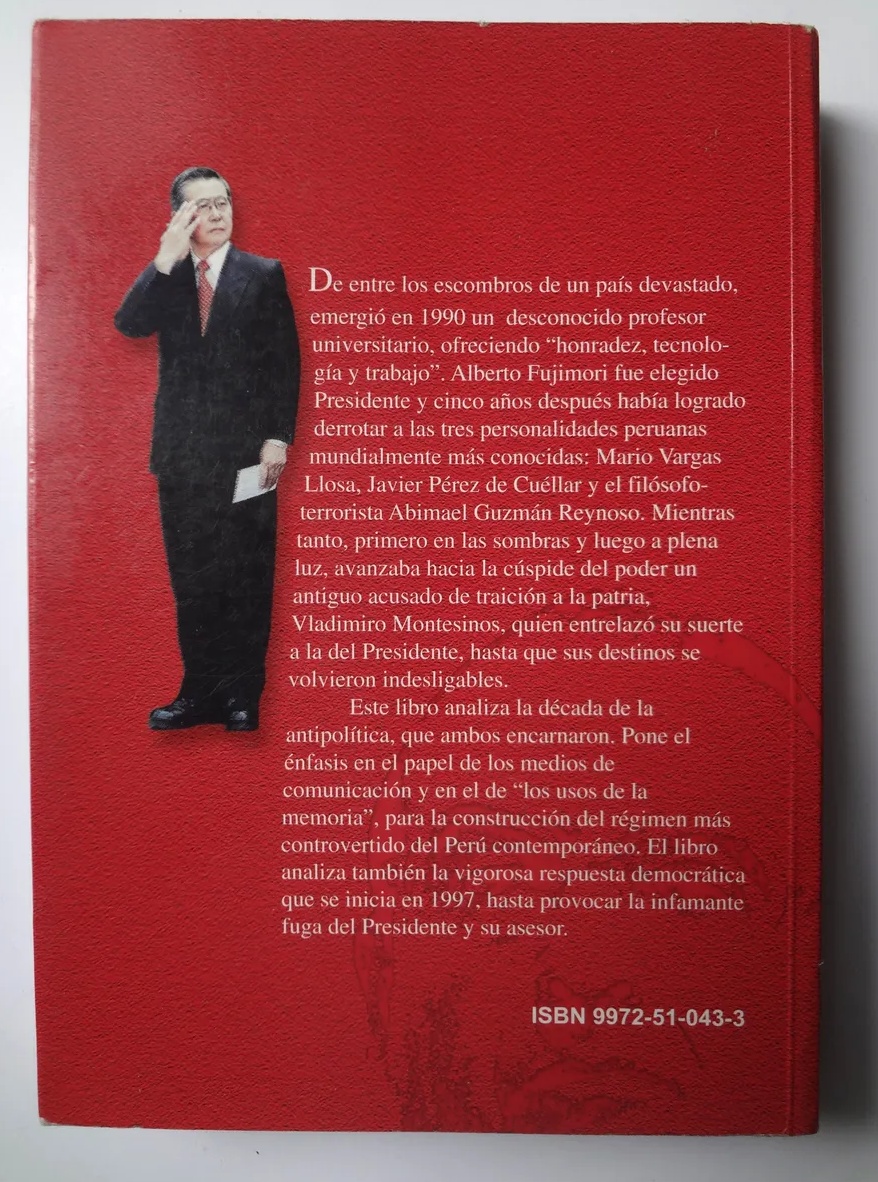 De entre los escombros de un país devastado,
emergió en 1990 un desconocido profesor
universitario, ofreciendo “honradez, tecnolo-
gía y trabajo”. Alberto Fujimori fue elegido
Presidente y cinco años después había logrado
derrotar a las tres personalidades peruanas
mundialmente más conocidas: Mario Vargas
Llosa, Javier Pérez de Cuéllar y el filósofo-
terrorista Abimael Guzmán Reynoso. Mientras
tanto, primero en las sombras y luego a plena
luz, avanzaba hacia la cúspide del poder un
antiguo acusado de traición a la patria,
Vladimiro Montesinos, quien entrelazó su suerte
a la del Presidente, hasta que sus destinos se
volvieron indesligables.
Este libro analiza la década de la
antipolítica, que ambos encarnaron. Pone el
énfasis en el papel de los medios de
comunicación y en el de “los usos de la
memoria”, para la construcción del régimen más
controvertido del Perú contemporáneo. El libro
analiza también la vigorosa respuesta democrática
que se inicia en 1997, hasta provocar la infamante
fuga del Presidente y su asesor.
ISBN 9972-51-043-3